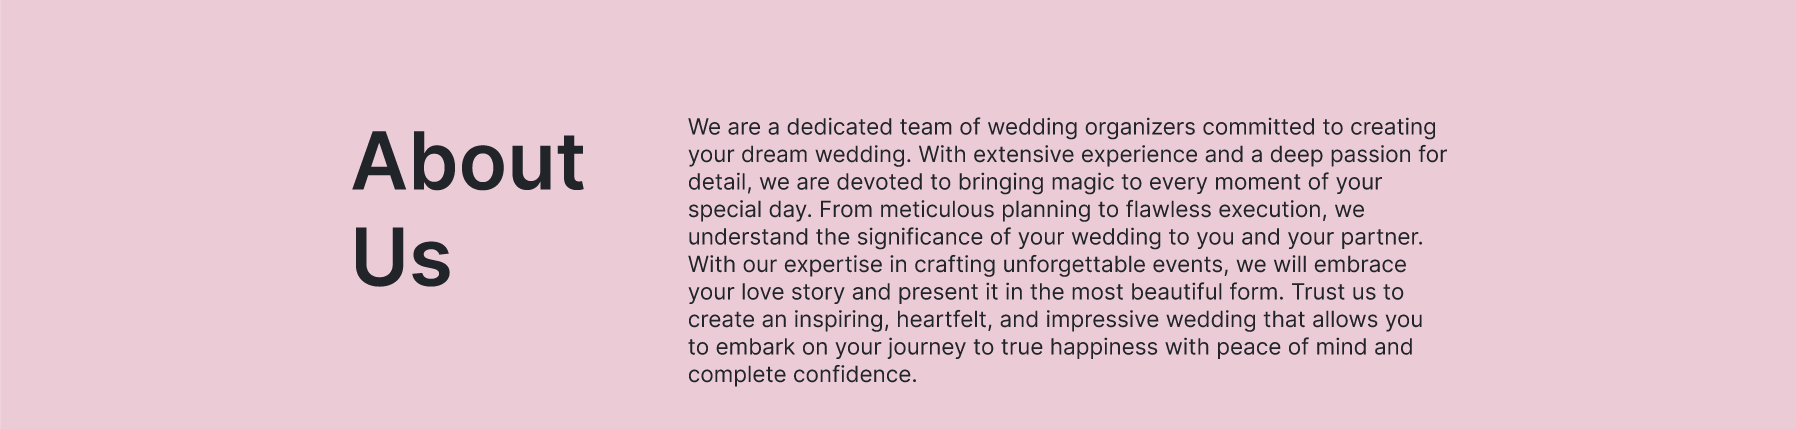 About
Us
We are a dedicated team of wedding organizers committed to creating
your dream wedding. With extensive experience and a deep passion for
detail, we are devoted to bringing magic to every moment of your
special day. From meticulous planning to flawless execution, we
understand the significance of your wedding to you and your partner.
With our expertise in crafting unforgettable events, we will embrace
your love story and present it in the most beautiful form. Trust us to
create an inspiring, heartfelt, and impressive wedding that allows you
to embark on your journey to true happiness with peace of mind and
complete confidence.